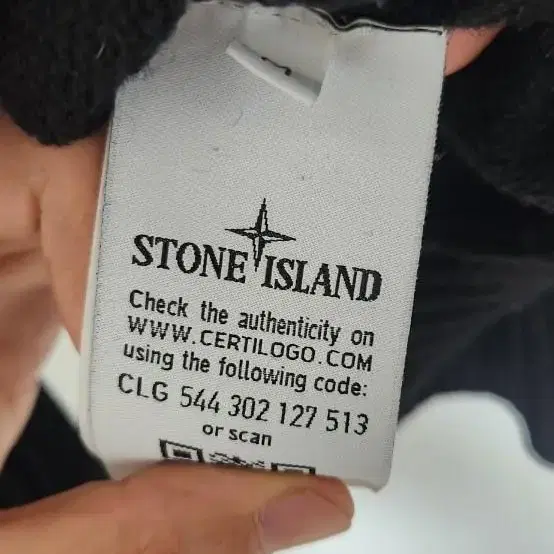 STONE ISLAND
Check the authenticity on
WWW.CERTILOGO.COM
using the following code:
CLG 544 302 127 513
or scan